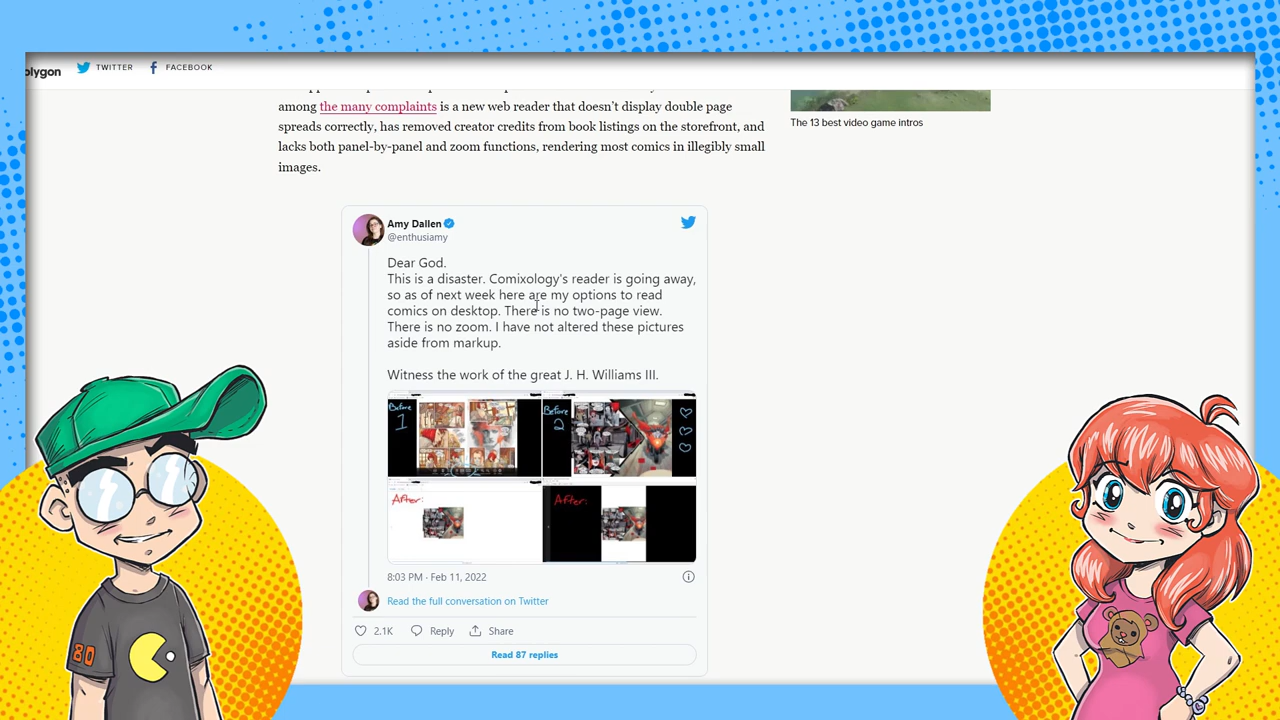 olygon
TWITTER
FACEBOOK
among the many complaints is a new web reader that doesn't display double page
spreads correctly, has removed creator credits from book listings on the storefront, and
lacks both panel-by-panel and zoom functions, rendering most comics in illegibly small
images.
The 13 best video game intros
Amy Dallen
@enthusiamy
Dear God.
This is a disaster. Comixology's reader is going away,
so as of next week here are my options to read
comics on desktop. There is no two-page view.
There is no zoom. I have not altered these pictures
aside from markup.
Witness the work of the great J. H. Williams III.
Before
1
Before
2
After:
After:
8:03 PM · Feb 11, 2022
Read the full conversation on Twitter
2.1K
Reply
Share
Read 87 replies
80